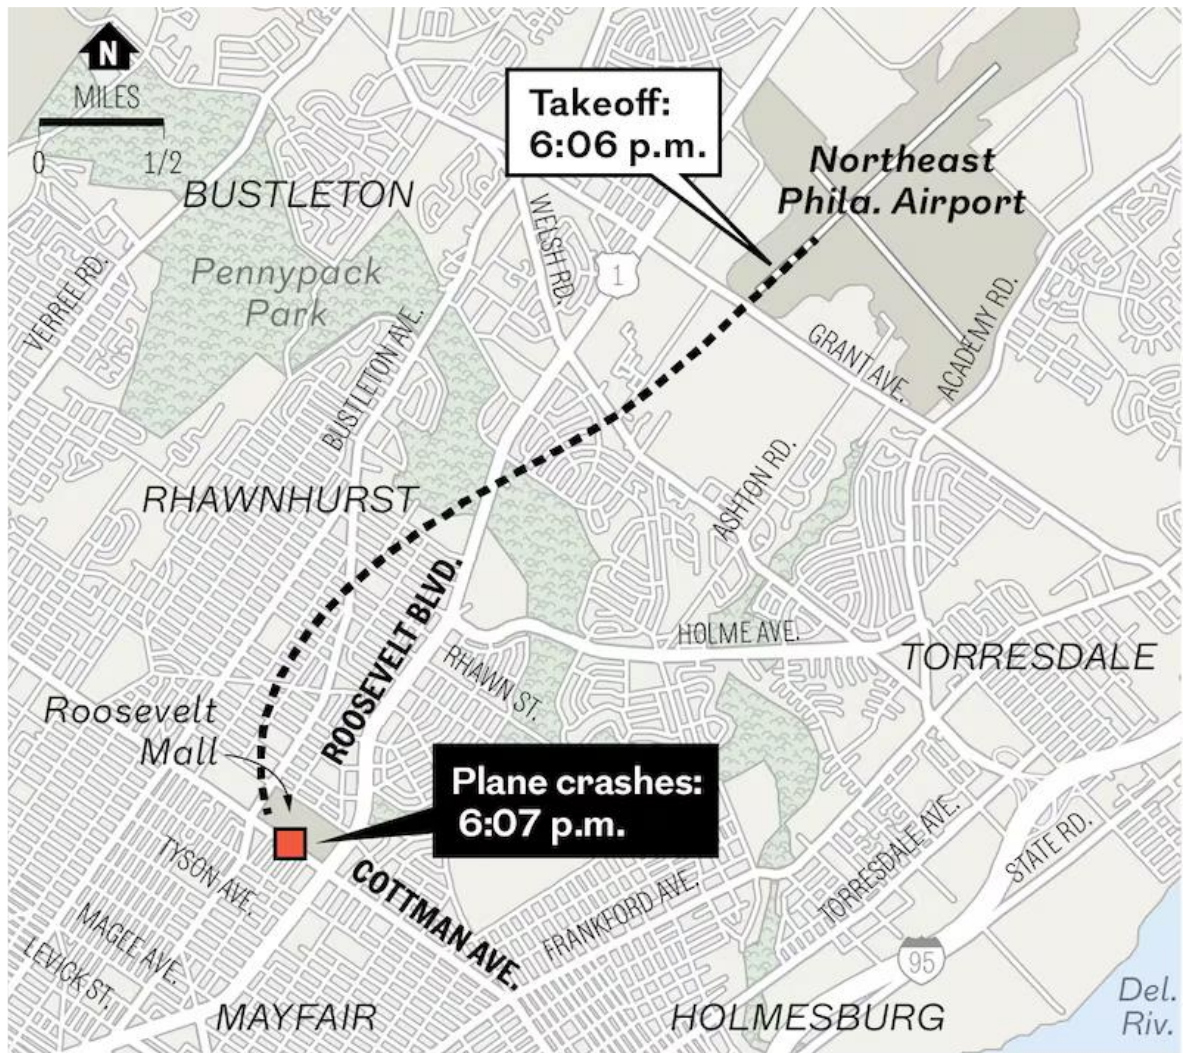 N
MILES
0 1/2
Takeoff:
6:06 p.m.
Northeast
Phila. Airport
BUSTLETON
WELSH RD.
1
Pennypack
Park
VERREE RD.
BUSTLETON AVE.
GRANT AVE.
ACADEMY RD.
RHAWNHURST
ASHTON RD.
ROOSEVELT BLVD.
HOLME AVE.
TORRESDALE
RHAWN ST.
Roosevelt
Mall
Plane crashes:
6:07 p.m.
TYSON AVE.
COTTMAN AVE.
FRANKFORD AVE.
TORRESDALE AVE.
STATE RD.
MAGEE AVE.
LEVICK ST.
95
Del.
Riv.
MAYFAIR
HOLMESBURG